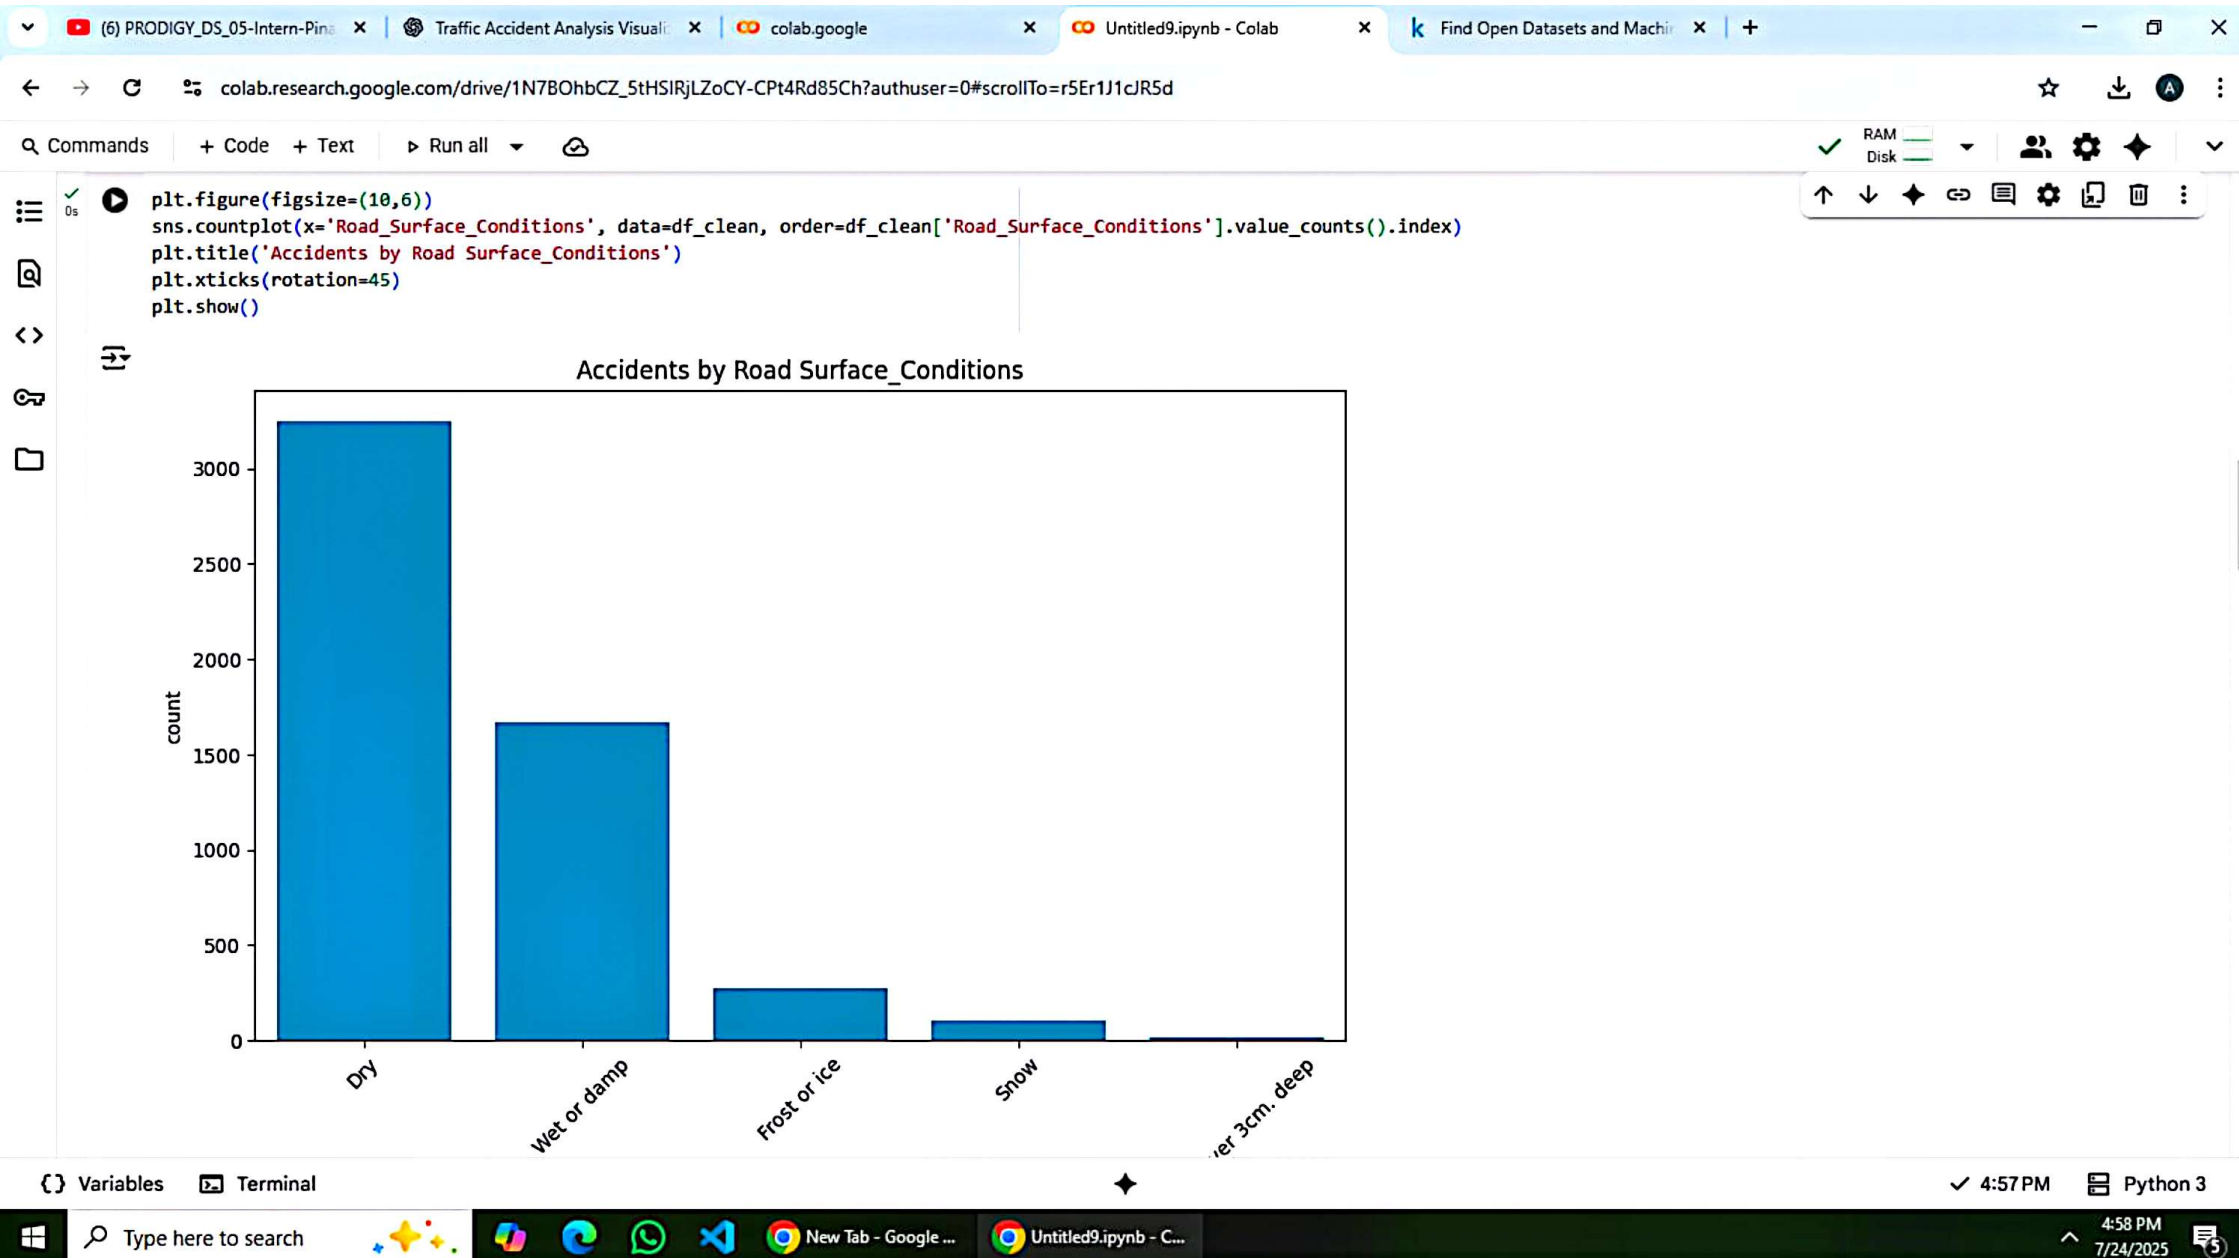 (6) PRODIGY_DS_05-Intern-Pina
Traffic Accident Analysis Visuali
colab.google
Untitled9.ipynb - Colab
Find Open Datasets and Machin
colab.research.google.com/drive/1N7BOhbCZ_5tHSlRjLZoCY-CPt4Rd85Ch?authuser=0#scrollTo=r5Er1J1cJR5d
Commands
+ Code
+ Text
Run all
RAM
Disk
0s
plt.figure(figsize=(10,6))
sns.countplot(x='Road_Surface_Conditions', data=df_clean, order=df_clean['Road_Surface_Conditions'].value_counts().index)
plt.title('Accidents by Road Surface_Conditions')
plt.xticks(rotation=45)
plt.show()
Accidents by Road Surface_Conditions
3000
2500
2000
1500
1000
500
0
count
Dry
Wet or damp
Frost or ice
Snow
ver 3cm. deep
Variables
Terminal
4:57 PM
Python 3
Type here to search
New Tab - Google ...
Untitled9.ipynb - C...
4:58 PM
7/24/2025
5